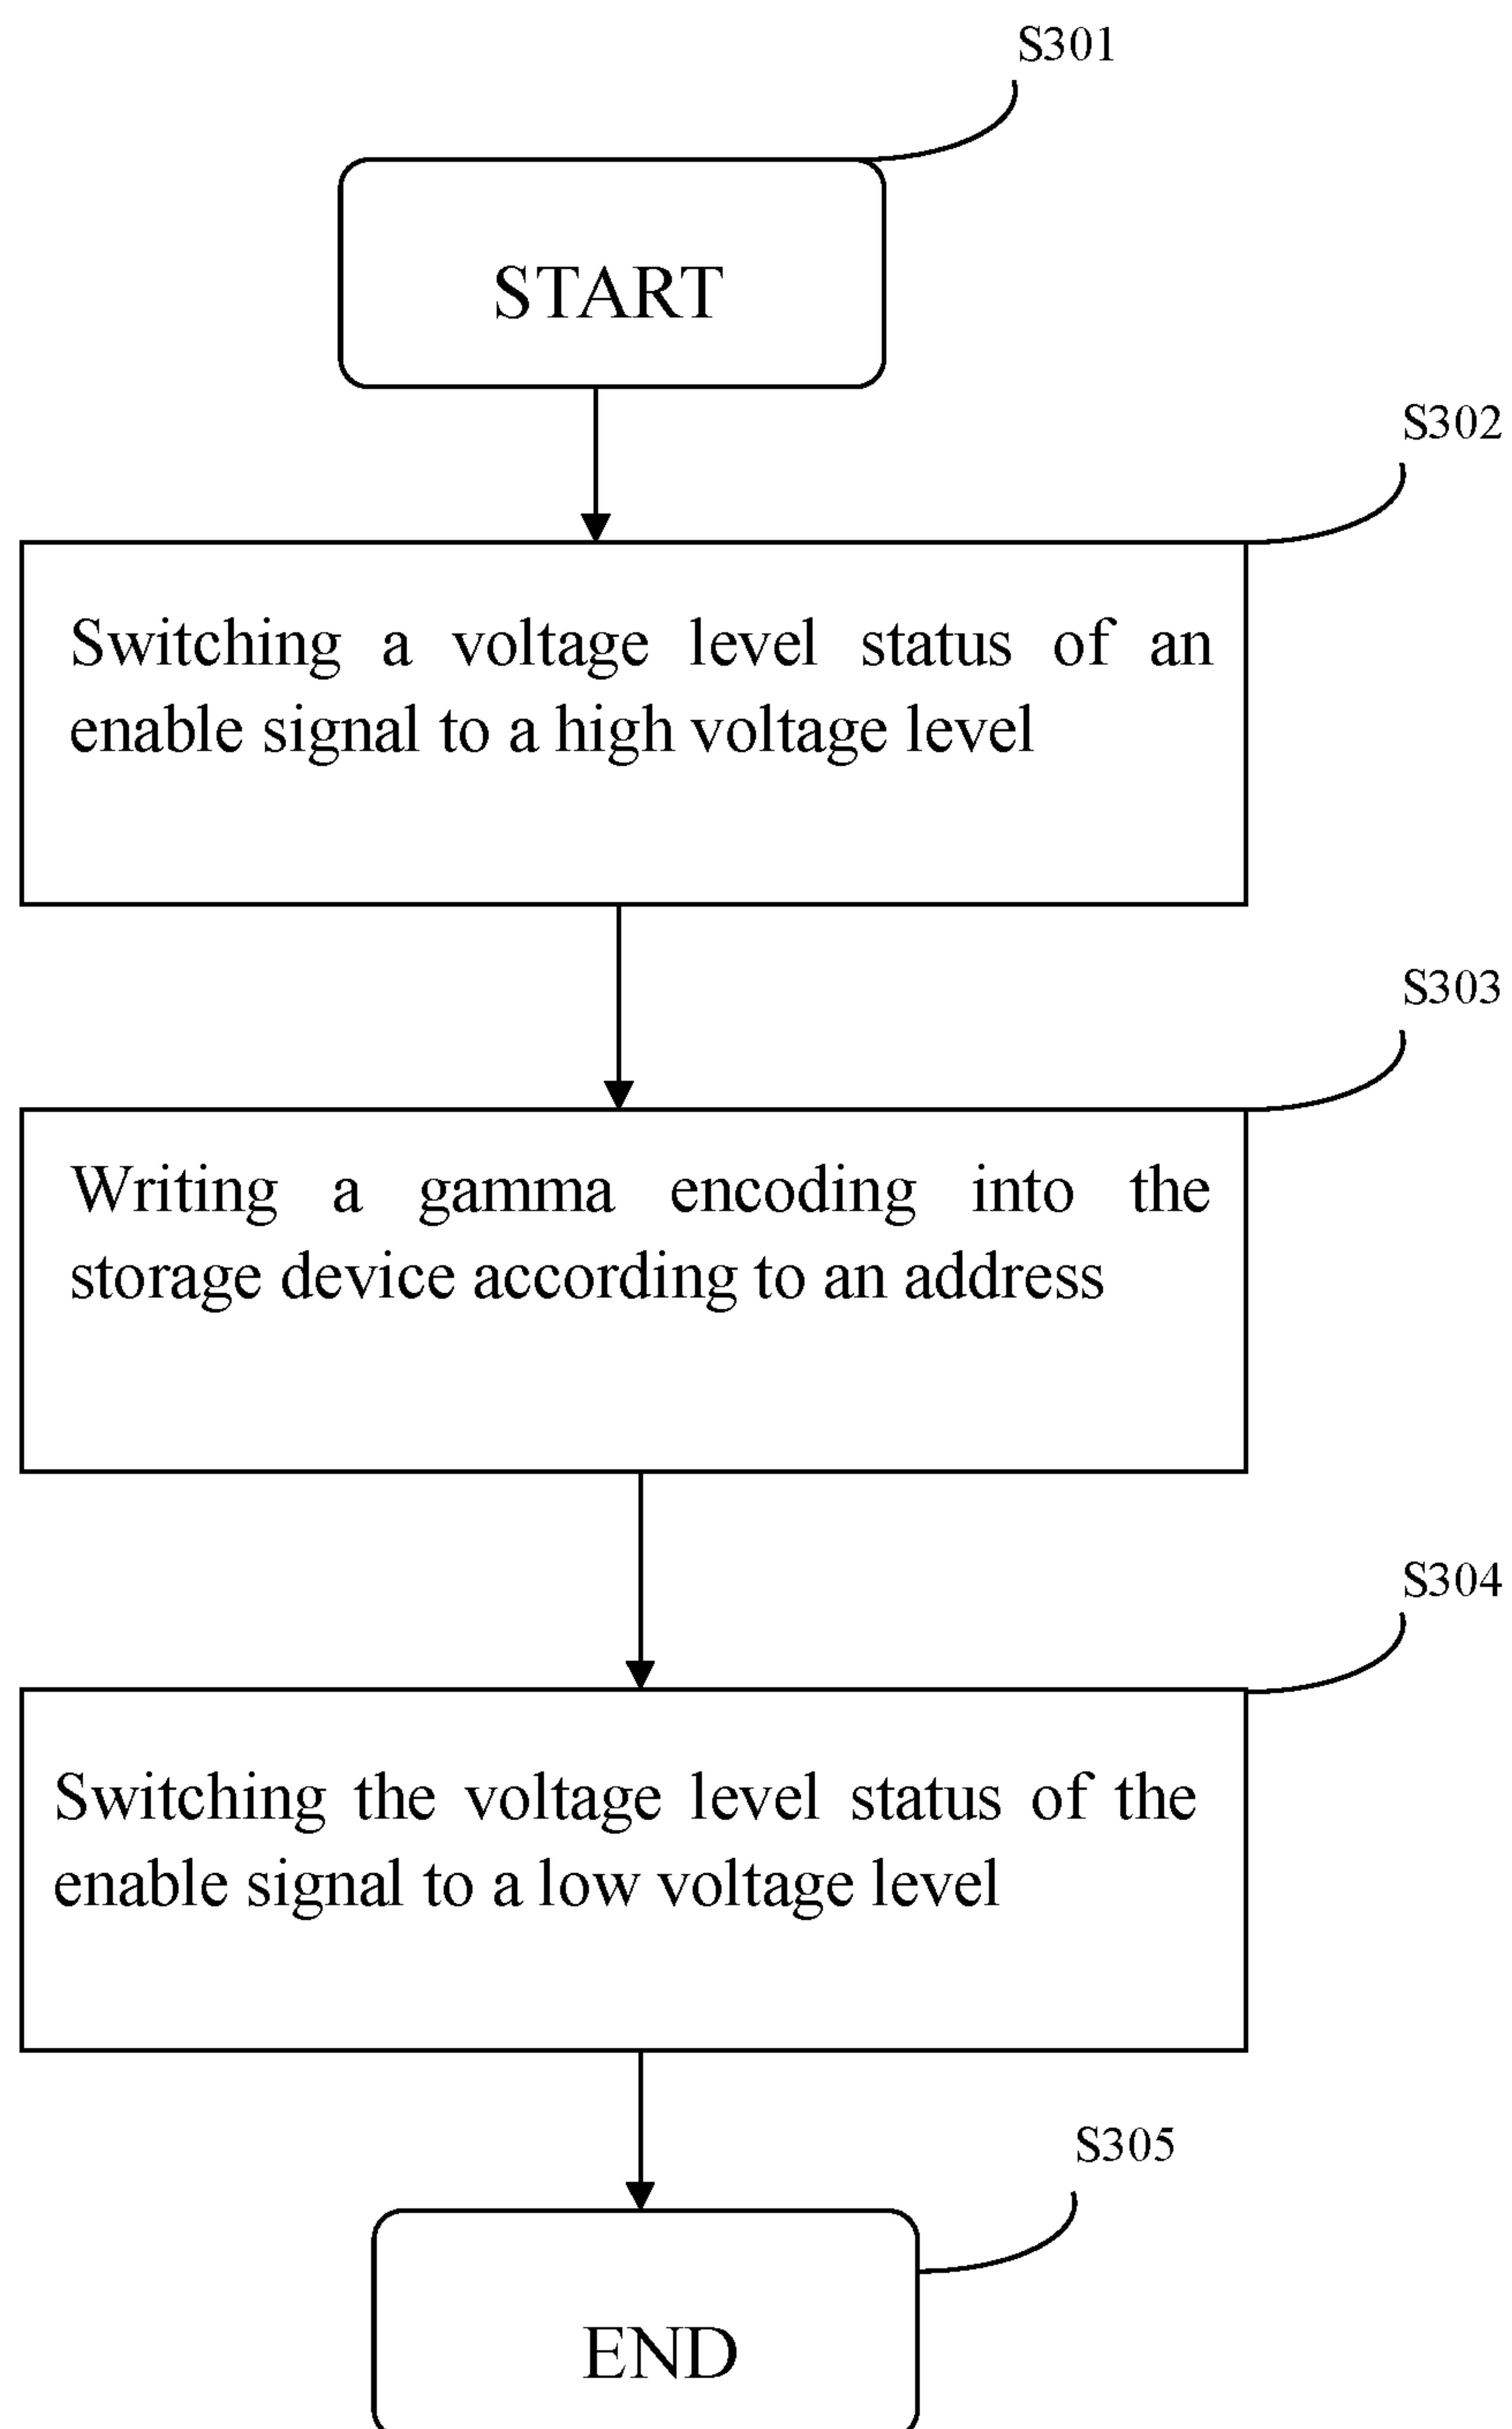 S301
START
S302
Switching a voltage level status of an
enable signal to a high voltage level
S303
Writing a gamma encoding into the
storage device according to an address
S304
Switching the voltage level status of the
enable signal to a low voltage level
S305
END